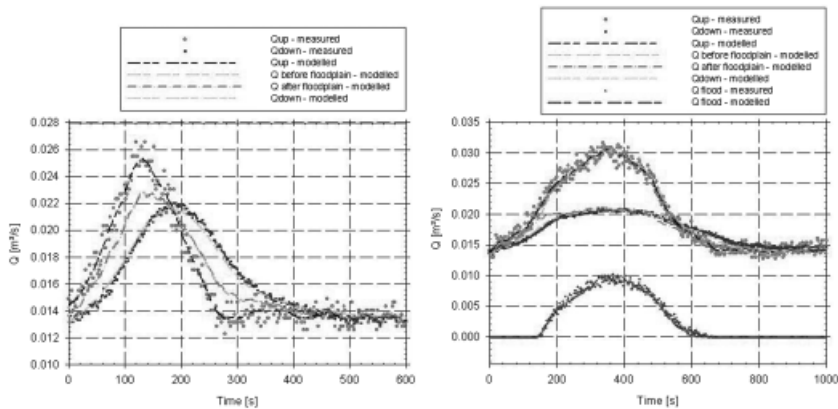 Qup - measured
Qdown - measured
Qup - modelled
Q before floodplain - modelled
Q after floodplain - modelled
Qdown - modelled
0.028
0.026
0.024
0.022
0.020
0.018
0.016
0.014
0.012
0.010
Q [m³/s]
0 100 200 300 400 500 600
Time [s]
Qup - measured
Qdown - measured
Qup - modelled
Q before floodplain - modelled
Q after floodplain - modelled
Qdown - modelled
Q flood - measured
Q flood - modelled
0.035
0.030
0.025
0.020
0.015
0.010
0.005
0.000
Q [m³/s]
0 200 400 600 800 1000
Time [s]